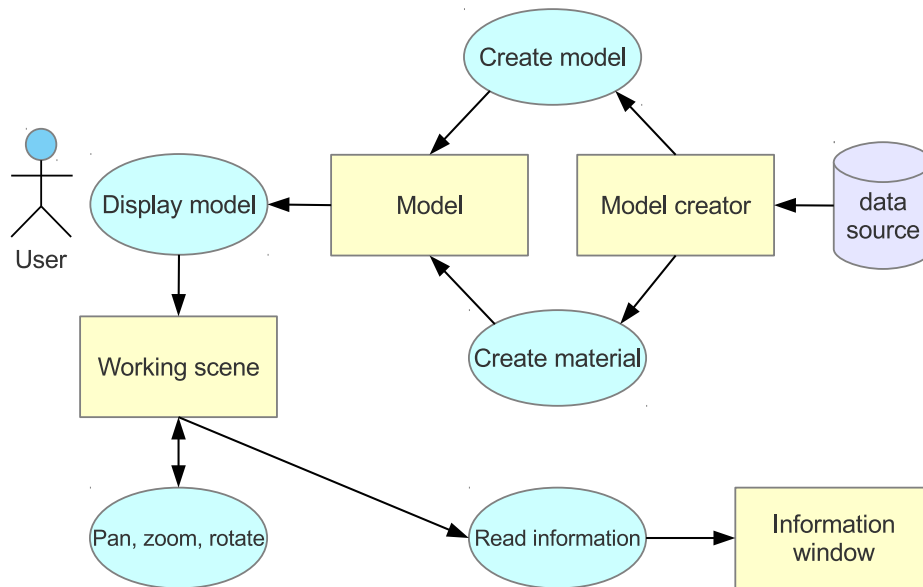 Create model
User
Display model
Model
Model creator
data
source
Working scene
Create material
Pan, zoom, rotate
Read information
Information
window